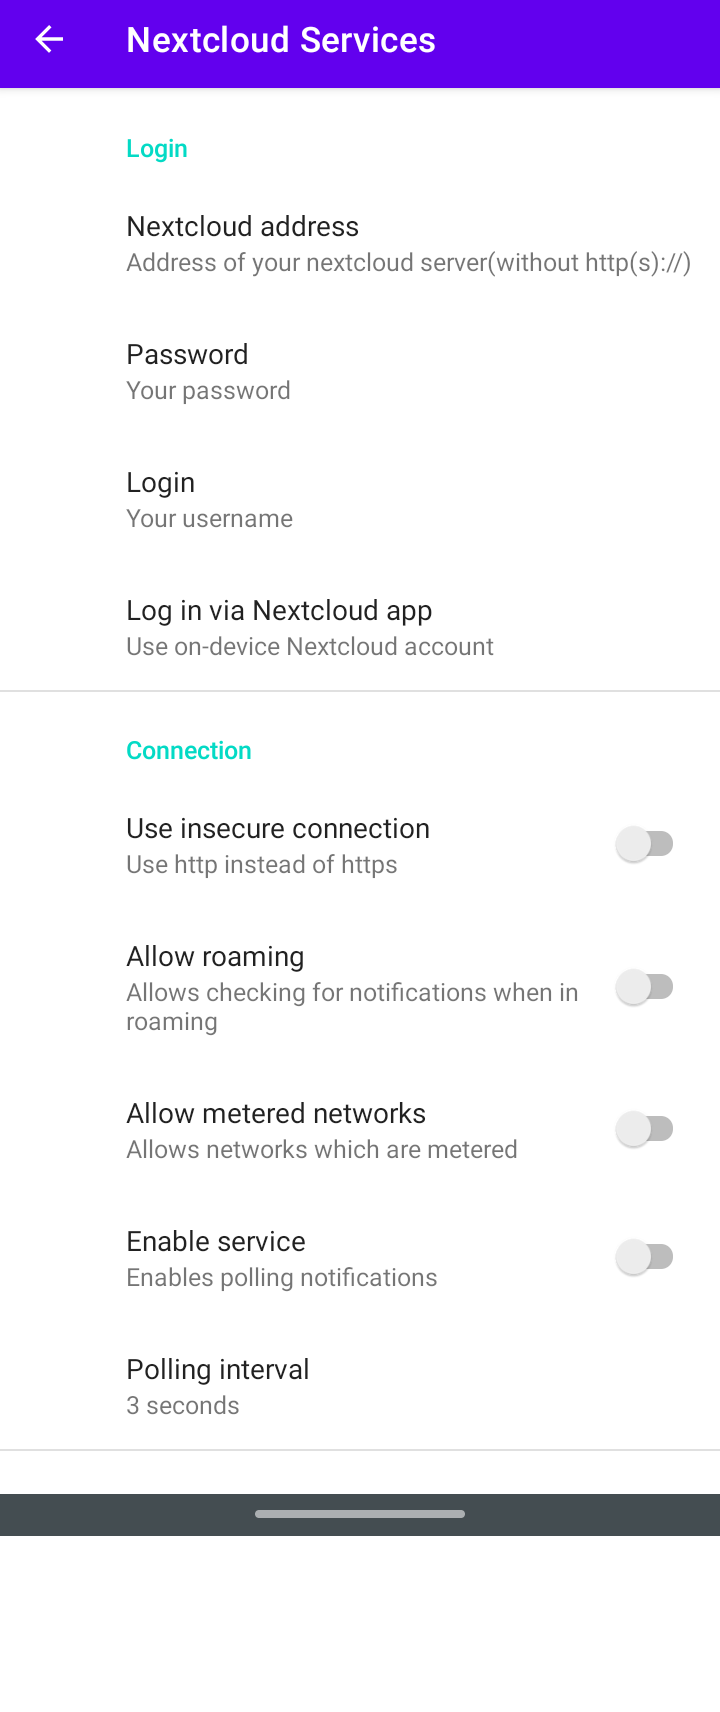 Nextcloud Services
Login
Nextcloud address
Address of your nextcloud server(without http(s)://)
Password
Your password
Login
Your username
Log in via Nextcloud app
Use on-device Nextcloud account
Connection
Use insecure connection
Use http instead of https
Allow roaming
Allows checking for notifications when in
roaming
Allow metered networks
Allows networks which are metered
Enable service
Enables polling notifications
Polling interval
3 seconds